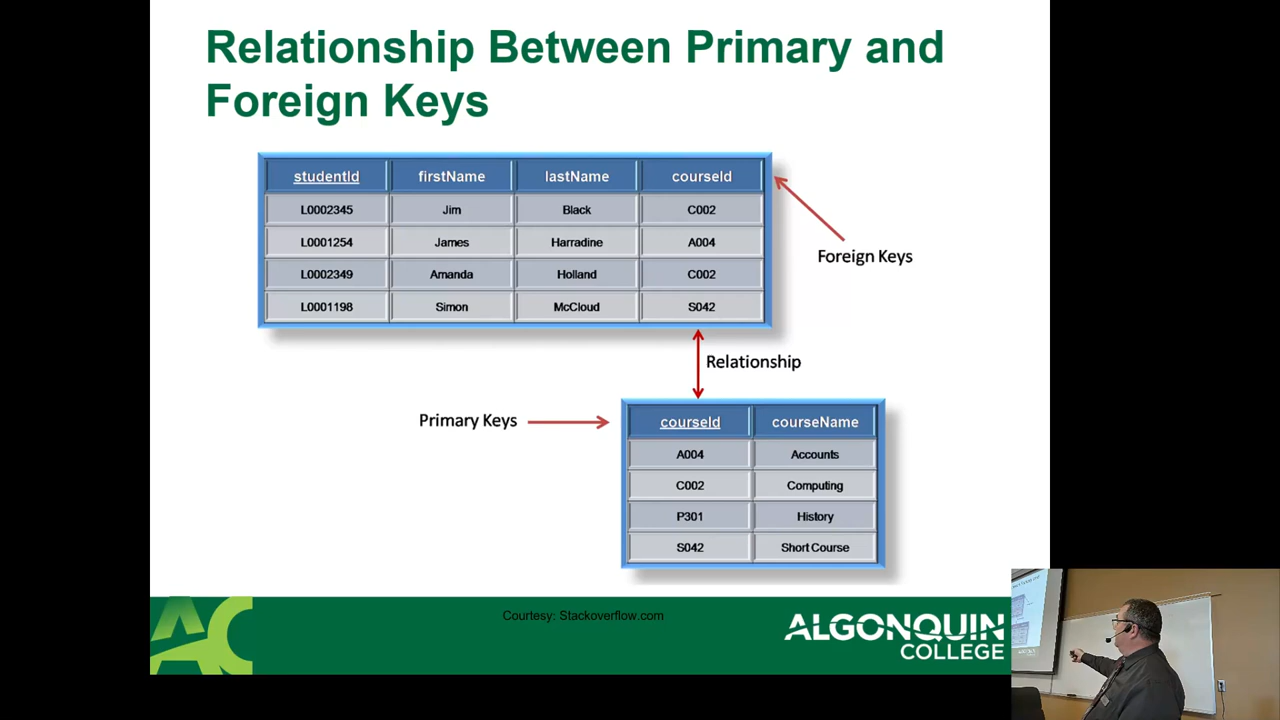 Relationship Between Primary and
Foreign Keys
studentId firstName lastName courseId
L0002345 Jim Black C002
L0001254 James Harradine A004
L0002349 Amanda Holland C002
L0001198 Simon McCloud S042
Foreign Keys
Relationship
Primary Keys
courseId courseName
A004 Accounts
C002 Computing
P301 History
S042 Short Course
Courtesy: Stackoverflow.com
AC
ALGONQUIN
COLLEGE